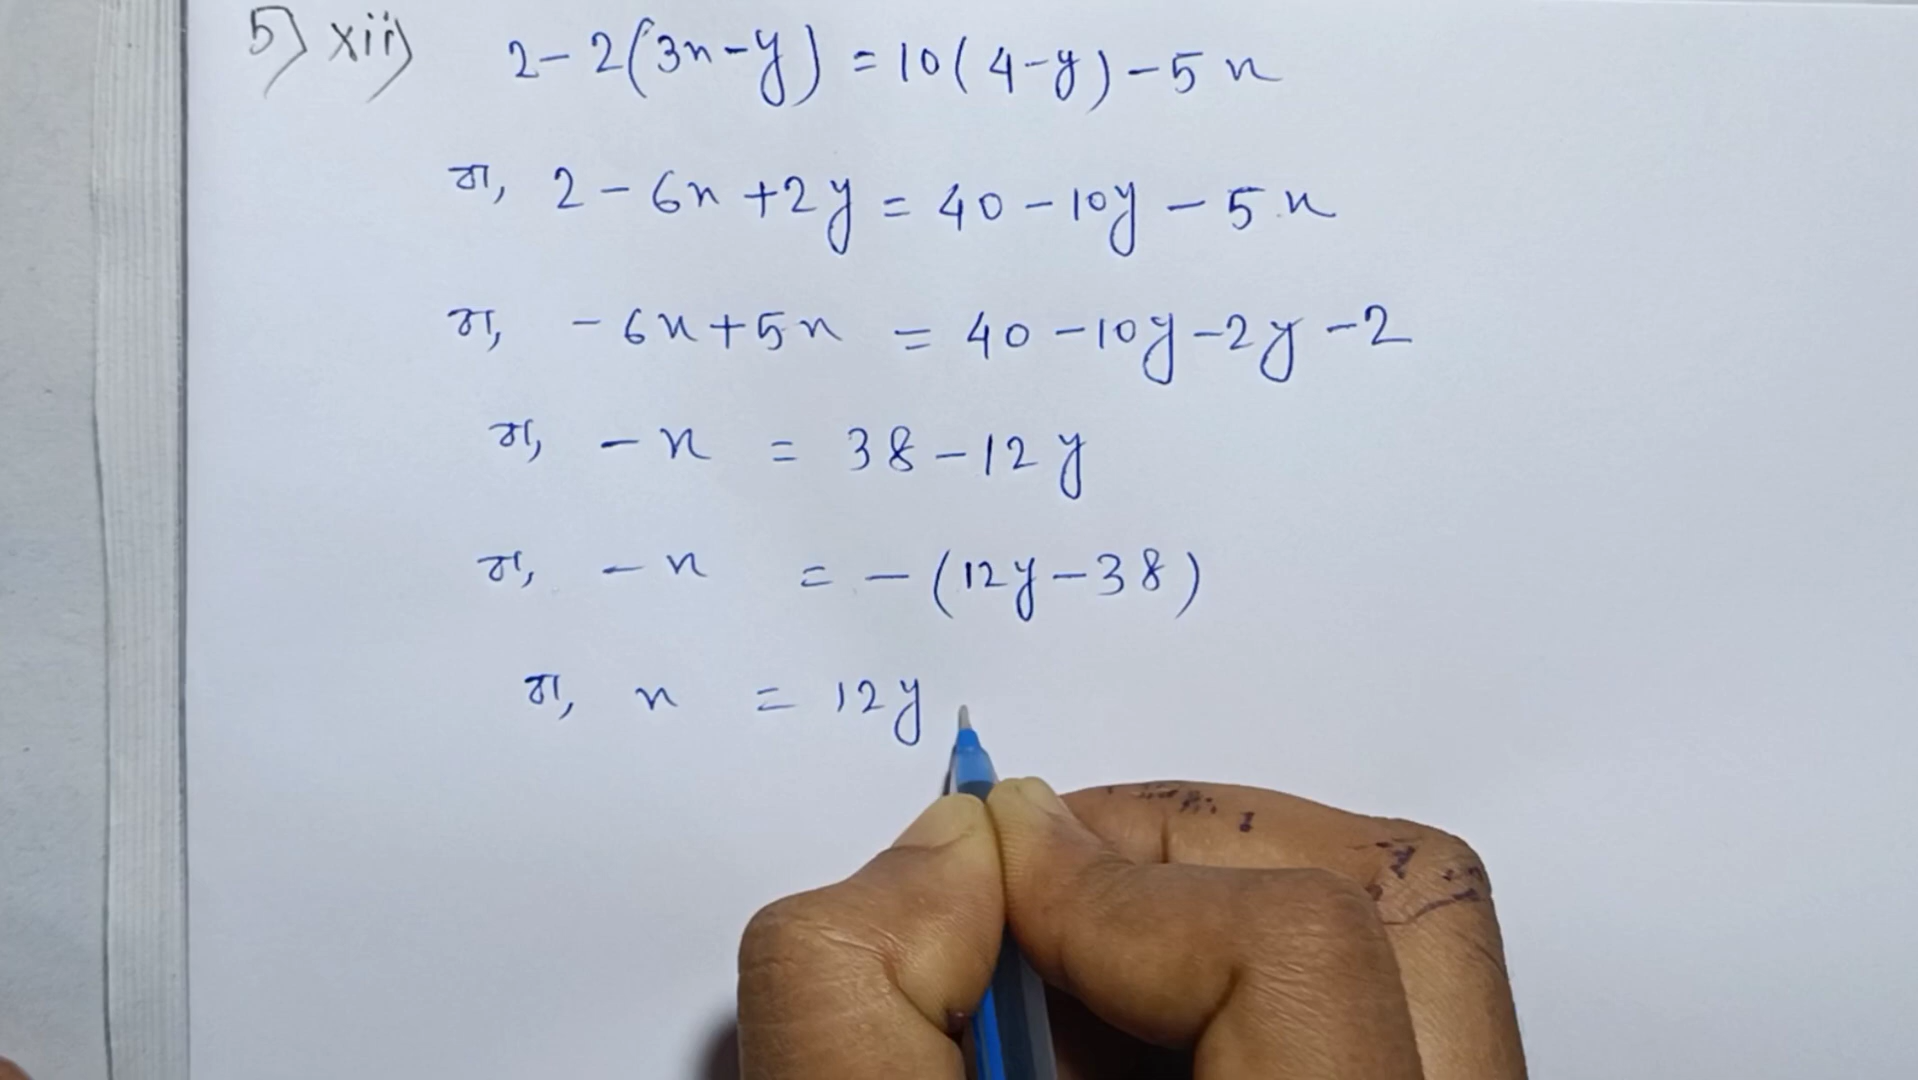 5) xii) 2-2(3x-y) = 10(4-y)-5x
বা, 2-6x+2y = 40-10y-5x
বা, -6x+5x = 40-10y-2y-2
বা, -x = 38-12y
বা, -x = -(12y-38)
বা, x = 12y